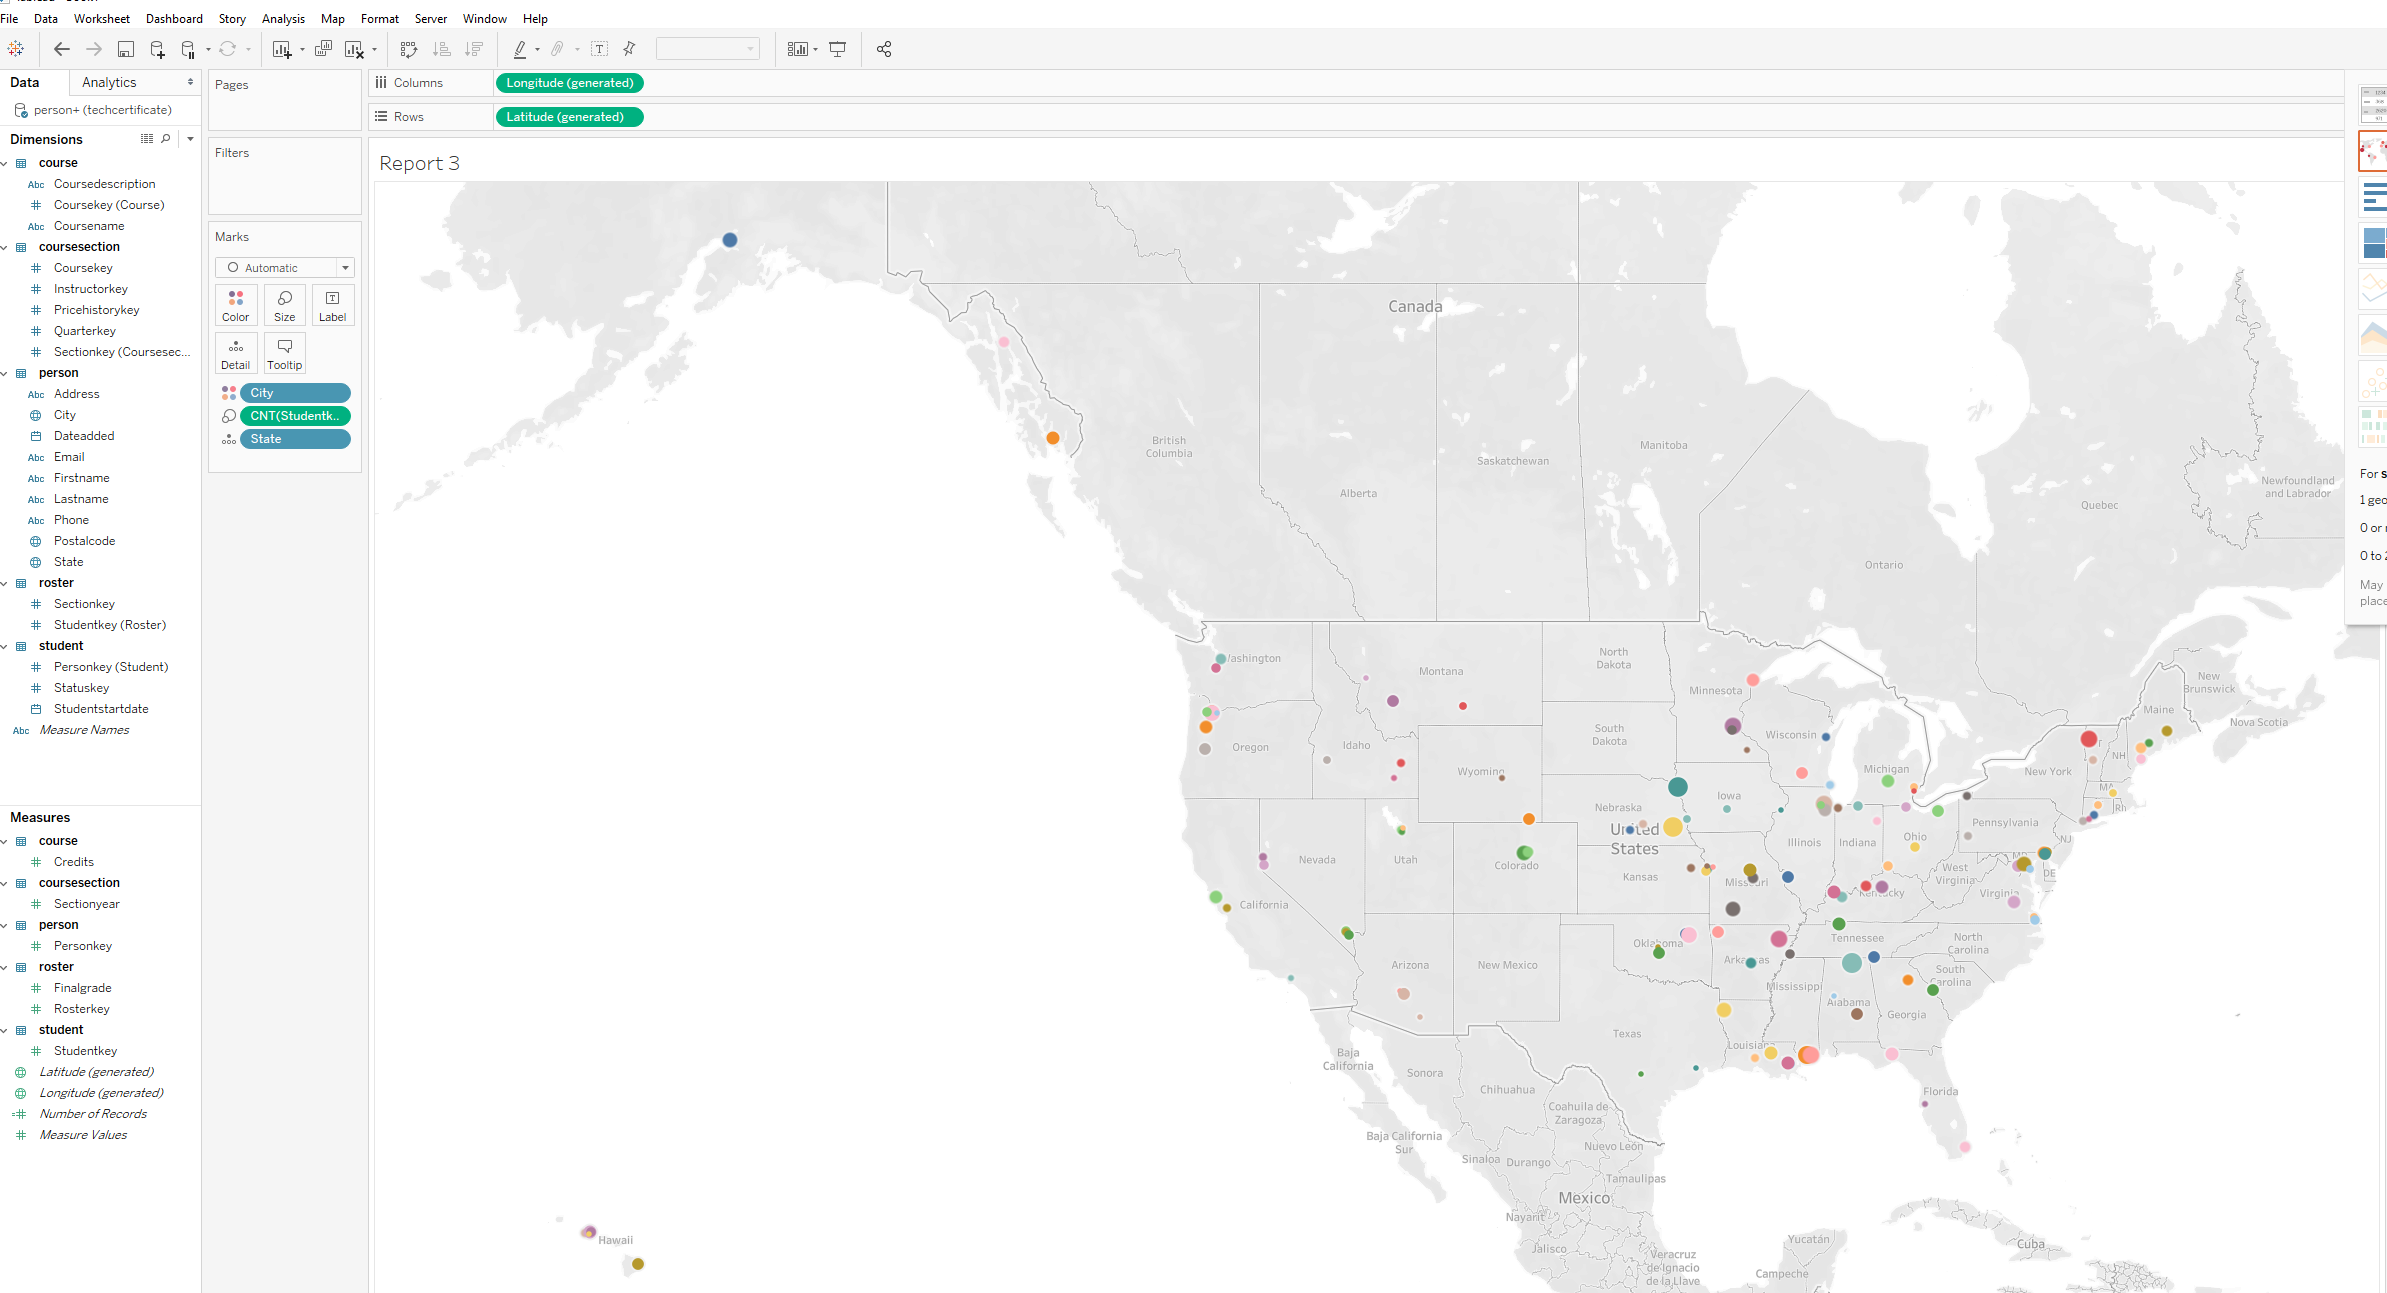 File Data Worksheet Dashboard Story Analysis Map Format Server Window Help
Data Analytics
person+ (techcertificate)
Dimensions
course
Abc Coursedescription
Coursekey (Course)
Abc Coursename
coursesection
Coursekey
Instructorkey
Pricehistorykey
Quarterkey
Sectionkey (Coursesec...
person
Abc Address
City
Dateadded
Abc Email
Abc Firstname
Abc Lastname
Abc Phone
Postalcode
State
roster
Sectionkey
Studentkey (Roster)
student
Personkey (Student)
Statuskey
Studentstartdate
Abc Measure Names
Measures
course
Credits
coursesection
Sectionyear
person
Personkey
roster
Finalgrade
Rosterkey
student
Studentkey
Latitude (generated)
Longitude (generated)
Number of Records
Measure Values
Pages
Filters
Marks
Automatic
Color Size Label
Detail Tooltip
City
CNT(Studentk..
State
Columns Longitude (generated)
Rows Latitude (generated)
Report 3
Canada
British
Columbia
Alberta
Saskatchewan
Manitoba
Ontario
Quebec
Newfoundland
and Labrador
New
Brunswick
Nova Scotia
Maine
Washington
Montana
North
Dakota
Minnesota
South
Dakota
Wisconsin
Michigan
New York
NH
MA
Rh
Oregon
Idaho
Wyoming
Nebraska
Iowa
Pennsylvania
NJ
United
States
Illinois
Indiana
Ohio
Nevada
Utah
Colorado
Kansas
Missouri
West
Virginia
Virginia
DE
Kentucky
California
Oklahoma
Tennessee
North
Carolina
Arizona
New Mexico
Arkansas
South
Carolina
Mississippi
Alabama
Georgia
Texas
Louisiana
Florida
Baja
California
Sonora
Chihuahua
Coahuila de
Zaragoza
Baja California
Sur
Nuevo León
Sinaloa
Durango
Tamaulipas
Mexico
Nayarit
Jalisco
Veracruz
de Ignacio
de la Llave
Yucatán
Campeche
Cuba
Hawaii
For s
1 geo
0 or
0 to 2
May
place